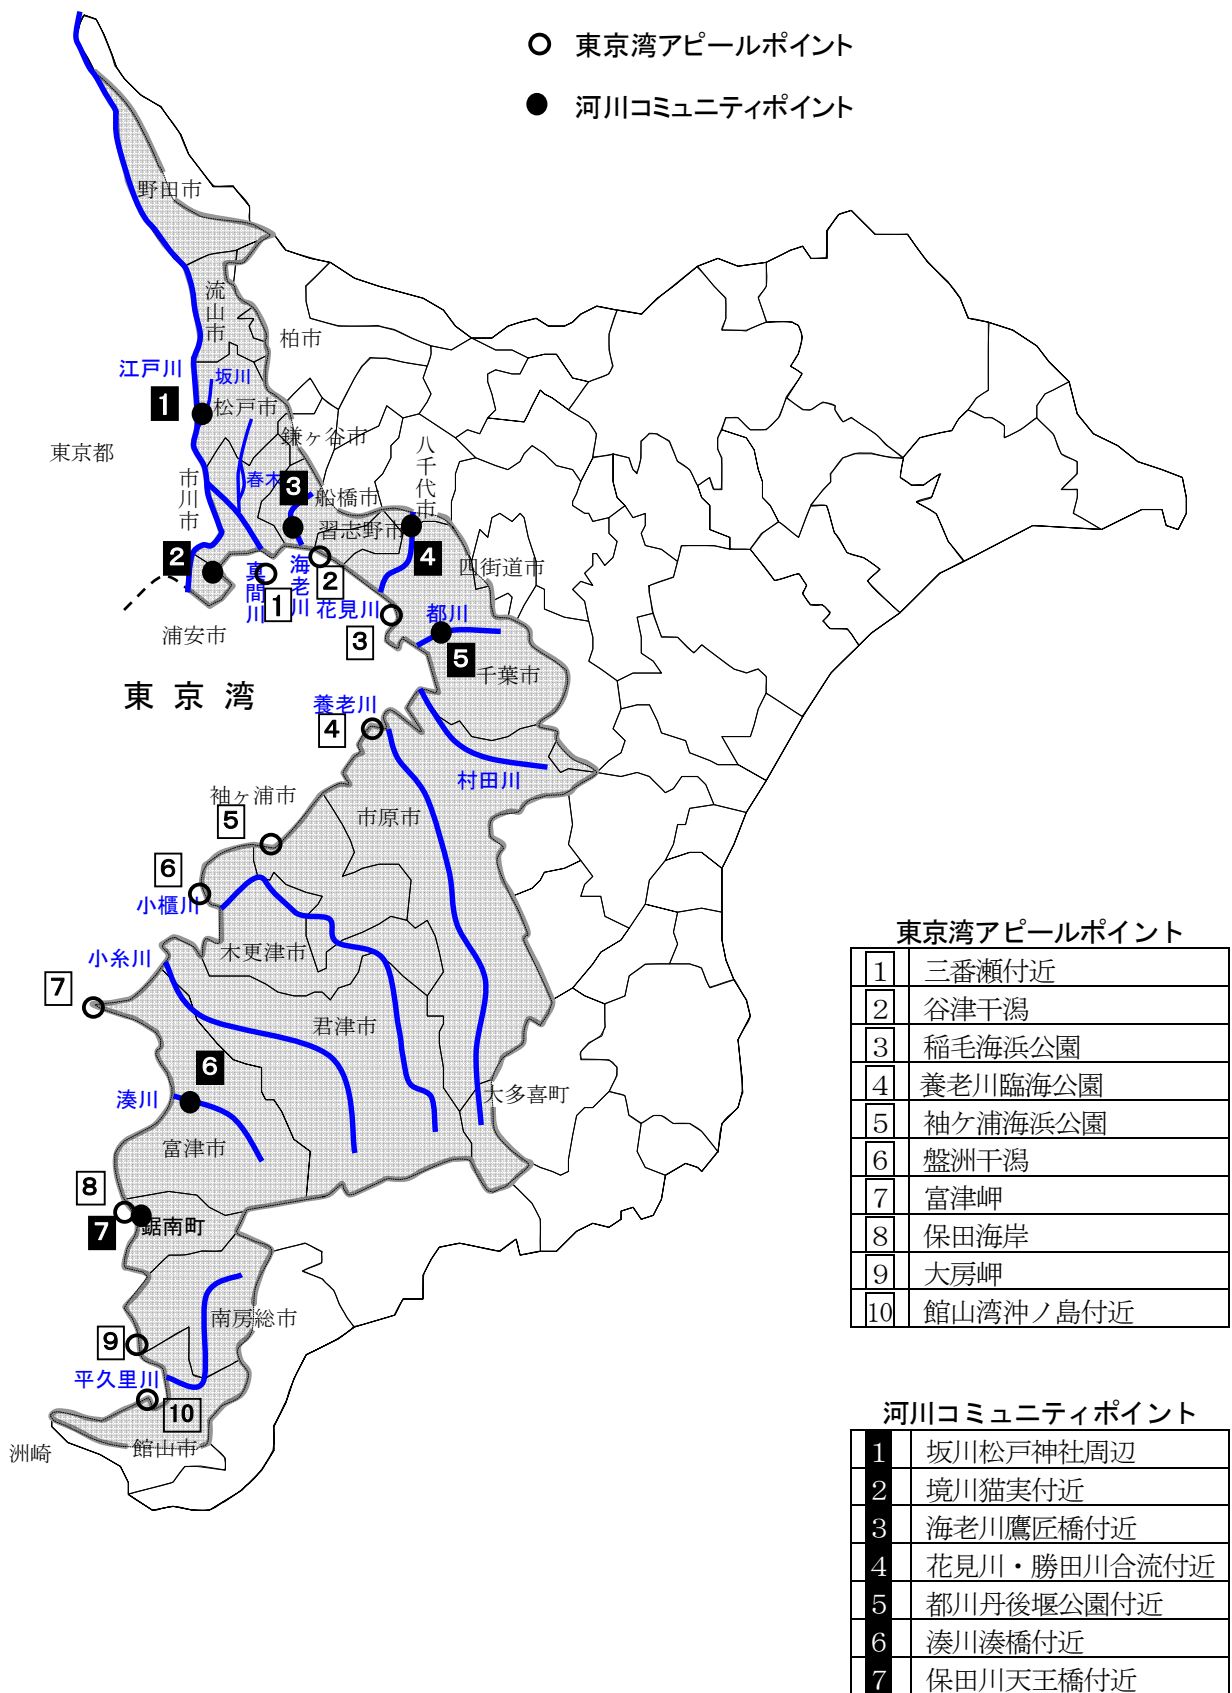 東京湾アピールポイント
河川コミュニティポイント
野田市
流山市
柏市
江戸川
坂川
1
松戸市
鎌ヶ谷市
八千代市
東京都
市川市
春木
3
船橋市
習志野市
4
四街道市
2
真間川
1
海老川
2
花見川
3
都川
5
浦安市
千葉市
東京湾
養老川
4
村田川
袖ヶ浦市
5
市原市
6
小櫃川
木更津市
小糸川
7
君津市
6
湊川
大多喜町
富津市
8
7
鋸南町
南房総市
9
平久里川
10
洲崎
館山市
東京湾アピールポイント
1 三番瀬付近
2 谷津干潟
3 稲毛海浜公園
4 養老川臨海公園
5 袖ケ浦海浜公園
6 盤洲干潟
7 富津岬
8 保田海岸
9 大房岬
10 館山湾沖ノ島付近
河川コミュニティポイント
1 坂川松戸神社周辺
2 境川猫実付近
3 海老川鷹匠橋付近
4 花見川・勝田川合流付近
5 都川丹後堰公園付近
6 湊川湊橋付近
7 保田川天王橋付近